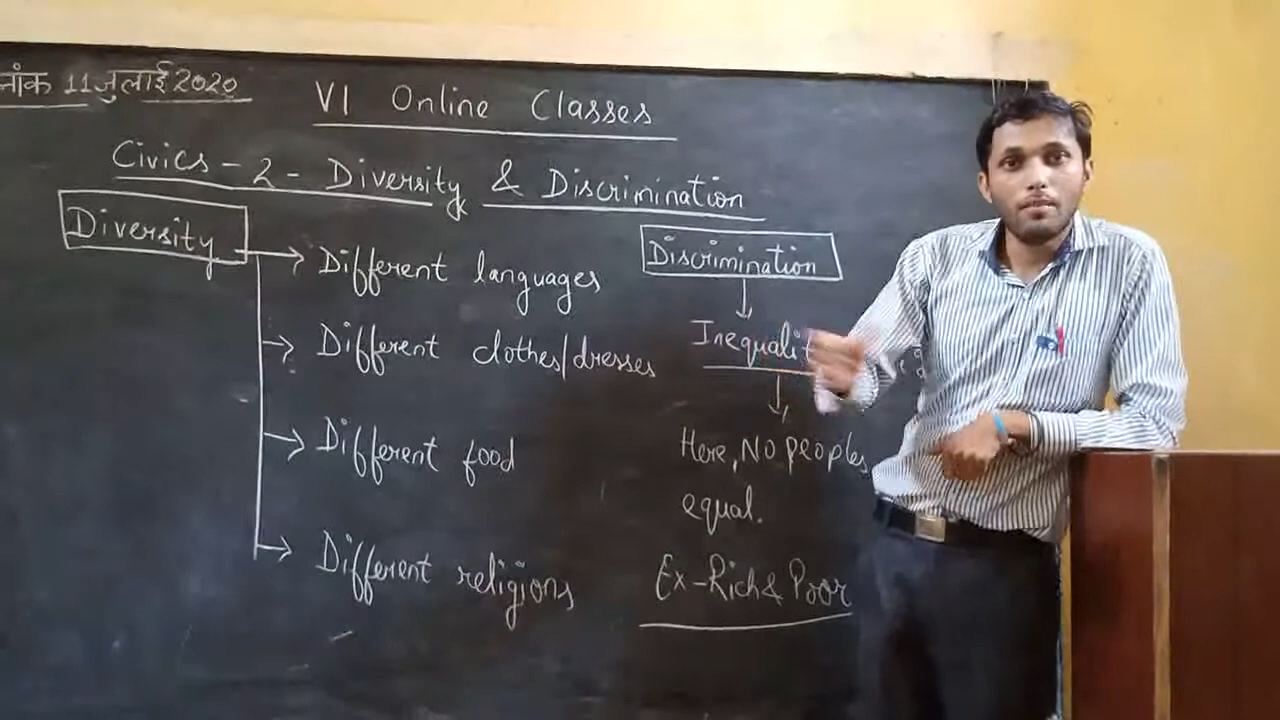 नांक 11 जुलाई 2020
VI Online Classes
Civics - 2 - Diversity & Discrimination
Diversity
Different languages
Different clothes/dresses
Different food
Different religions
Discrimination
Inequalit
Here, No peoples
equal.
Ex-Rich & Poor